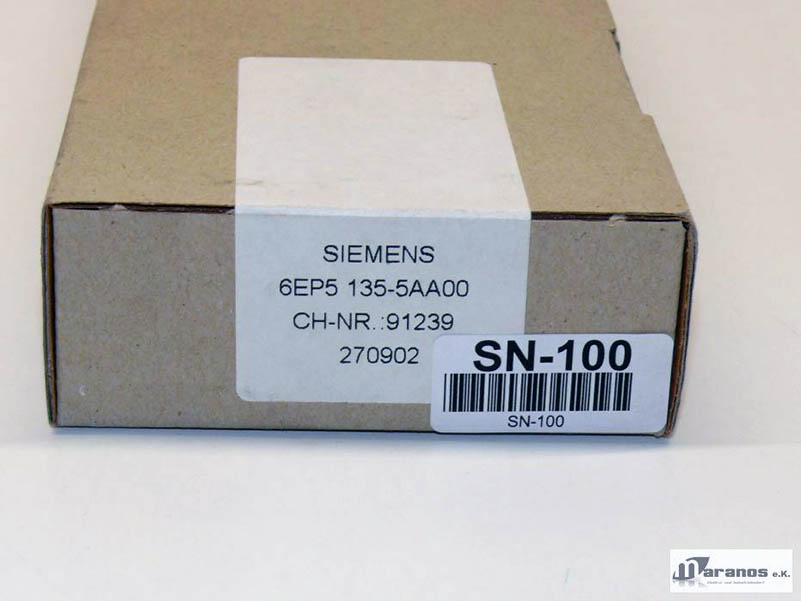 SIEMENS
6EP5 135-5AA00
CH-NR.:91239
270902
SN-100
SN-100
Maranos e.K.